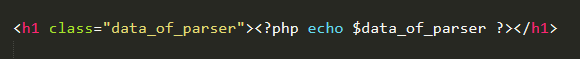 <h1 class="data_of_parser"><?php echo $data_of_parser ?></h1>